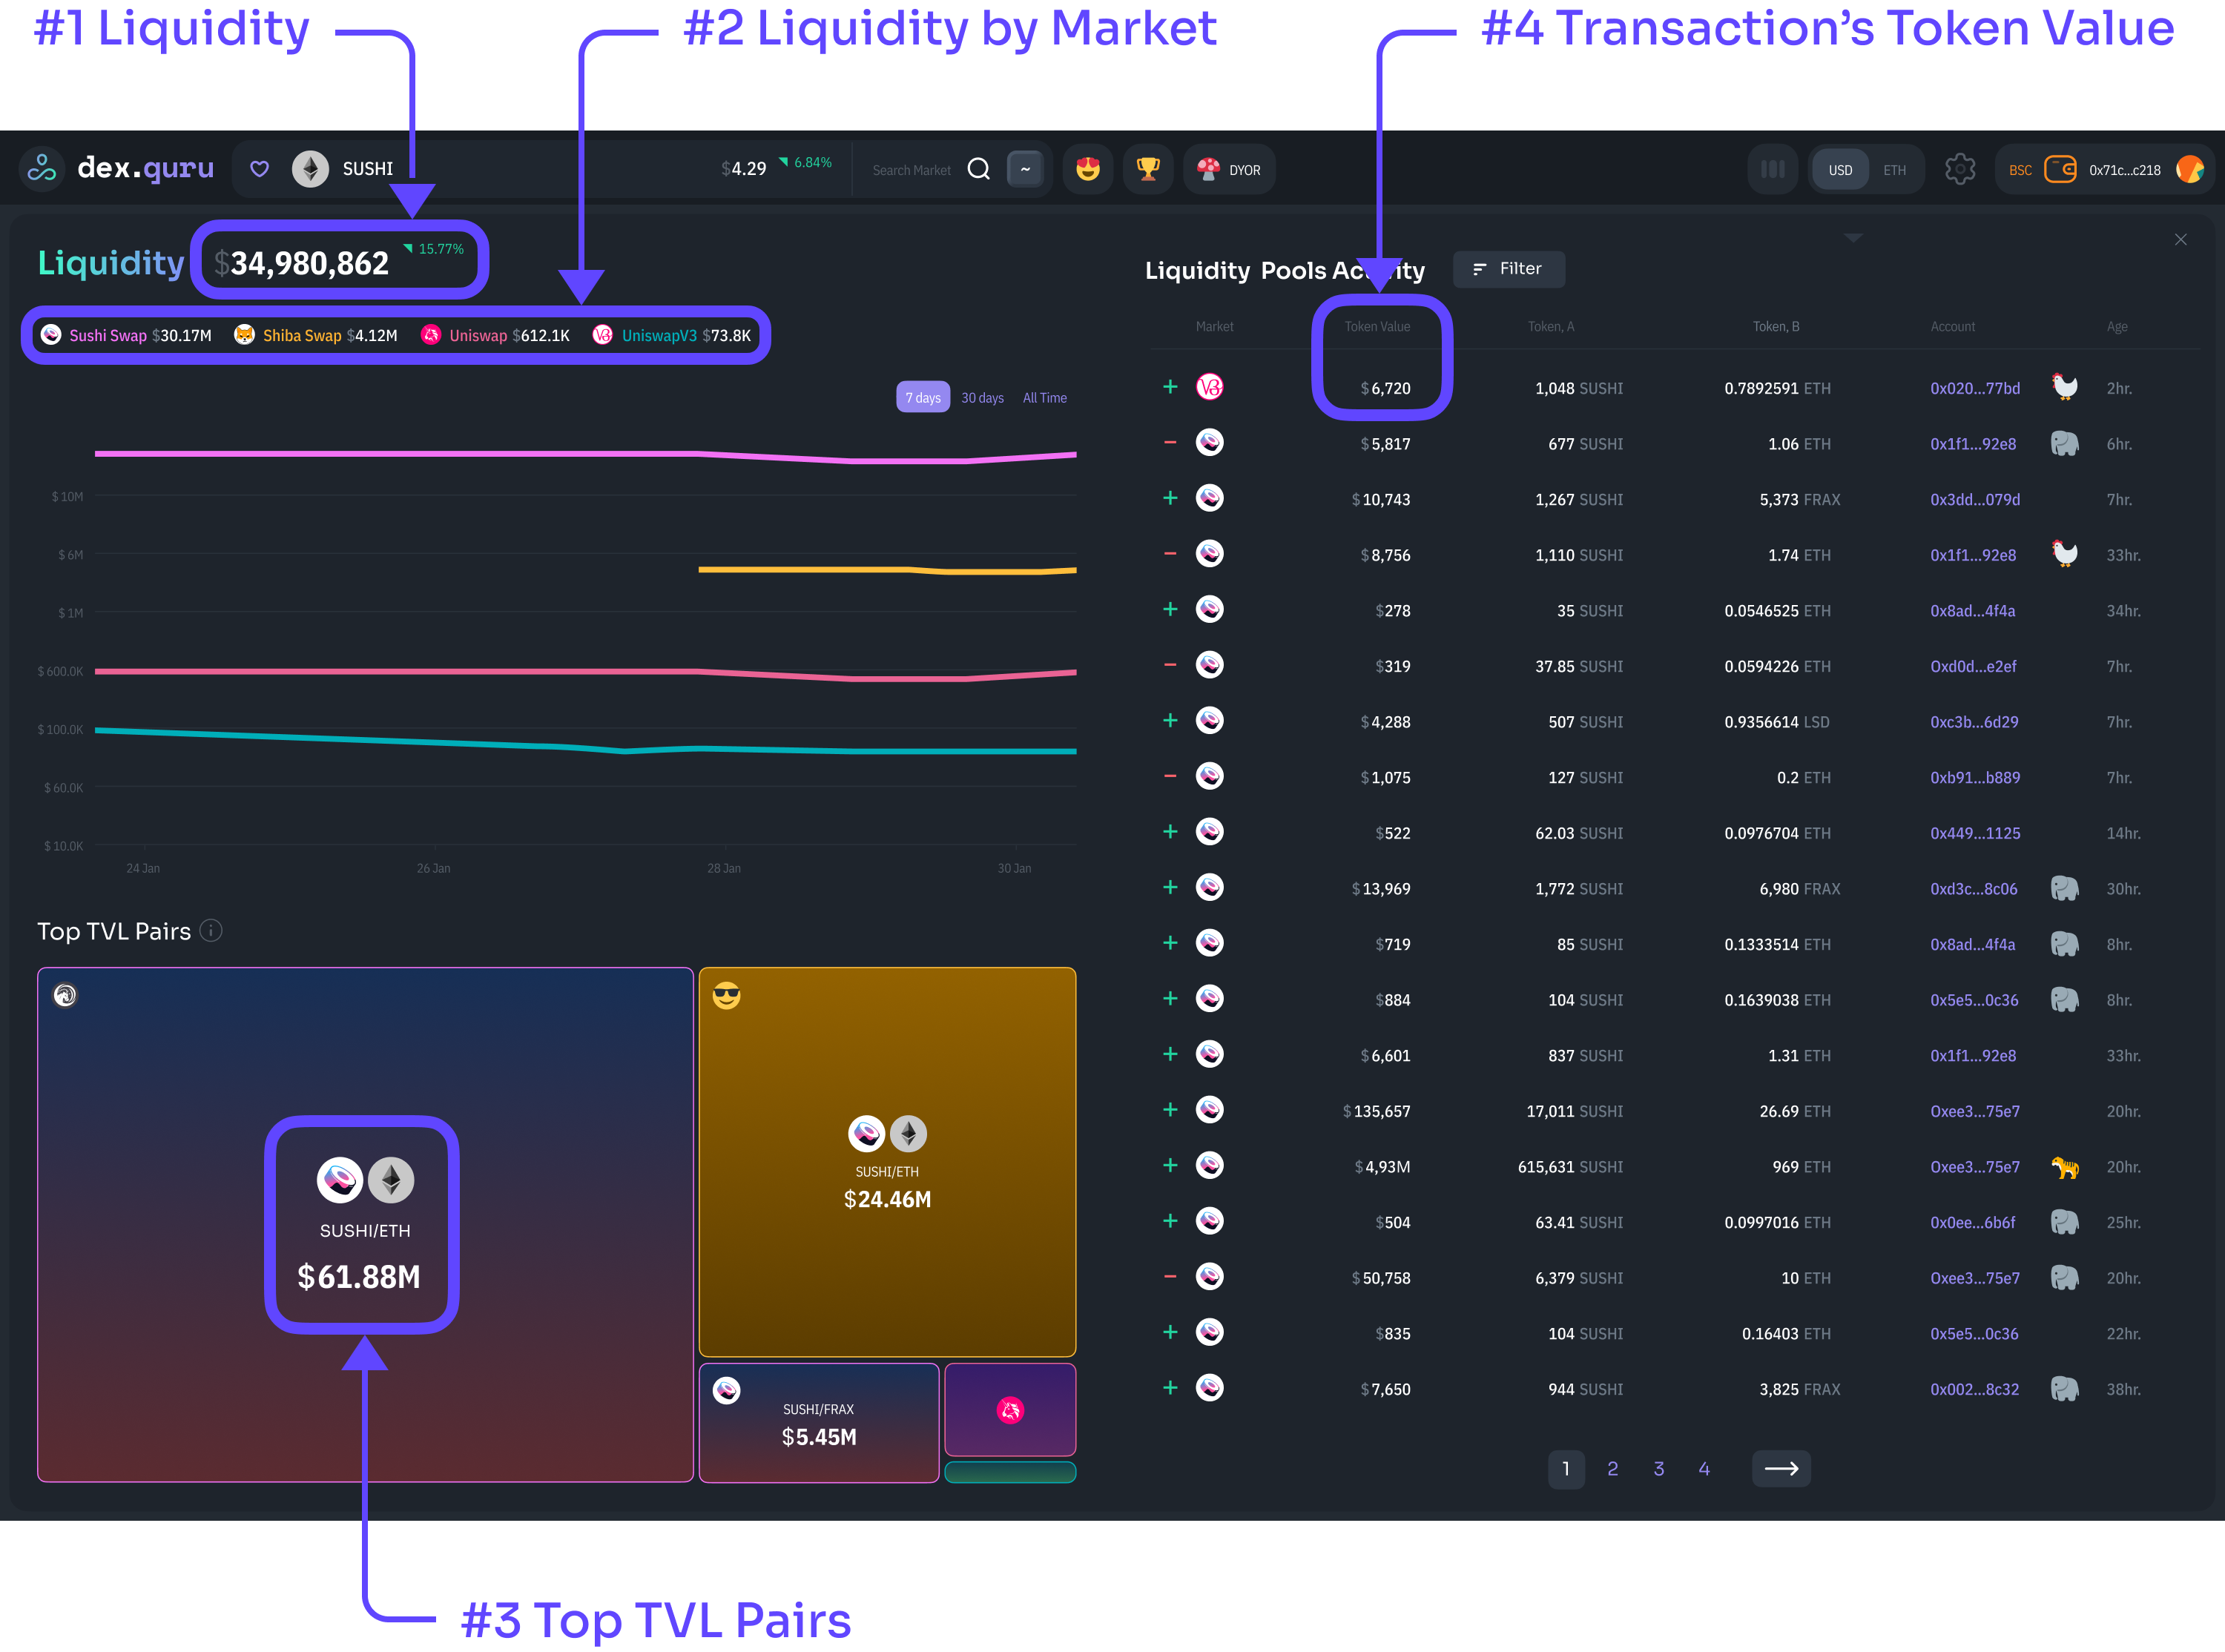 #1 Liquidity
#2 Liquidity by Market
#4 Transaction's Token Value
dex.guru
SUSHI
$4.29 6.84%
Search Market
~
DYOR
USD ETH
BSC 0x71c...c218
Liquidity $34,980,862 15.77%
Sushi Swap $30.17M Shiba Swap $4.12M Uniswap $612.1K UniswapV3 $73.8K
7 days 30 days All Time
$10M
$6M
$1M
$600.0K
$100.0K
$60.0K
$10.0K
24 Jan 26 Jan 28 Jan 30 Jan
Top TVL Pairs i
SUSHI/ETH
$61.88M
SUSHI/ETH
$24.46M
SUSHI/FRAX
$5.45M
Liquidity Pools Filter
Market Token Value Token, A Token, B Account Age
+ V3 $6,720 1,048 SUSHI 0.7892591 ETH 0x020...77bd 2hr.
− $5,817 677 SUSHI 1.06 ETH 0x1f1...92e8 6hr.
+ $10,743 1,267 SUSHI 5,373 FRAX 0x3dd...079d 7hr.
− $8,756 1,110 SUSHI 1.74 ETH 0x1f1...92e8 33hr.
+ $278 35 SUSHI 0.0546525 ETH 0x8ad...4f4a 34hr.
− $319 37.85 SUSHI 0.0594226 ETH 0xd0d...e2ef 7hr.
+ $4,288 507 SUSHI 0.9356614 LSD 0xc3b...6d29 7hr.
− $1,075 127 SUSHI 0.2 ETH 0xb91...b889 7hr.
+ $522 62.03 SUSHI 0.0976704 ETH 0x449...1125 14hr.
+ $13,969 1,772 SUSHI 6,980 FRAX 0xd3c...8c06 30hr.
+ $719 85 SUSHI 0.1333514 ETH 0x8ad...4f4a 8hr.
+ $884 104 SUSHI 0.1639038 ETH 0x5e5...0c36 8hr.
+ $6,601 837 SUSHI 1.31 ETH 0x1f1...92e8 33hr.
+ $135,657 17,011 SUSHI 26.69 ETH 0xee3...75e7 20hr.
+ $4,93M 615,631 SUSHI 969 ETH 0xee3...75e7 20hr.
+ $504 63.41 SUSHI 0.0997016 ETH 0x0ee...6b6f 25hr.
− $50,758 6,379 SUSHI 10 ETH 0xee3...75e7 20hr.
+ $835 104 SUSHI 0.16403 ETH 0x5e5...0c36 22hr.
+ $7,650 944 SUSHI 3,825 FRAX 0x002...8c32 38hr.
1 2 3 4
#3 Top TVL Pairs